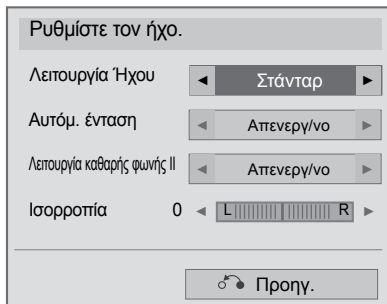 Ρυθμίστε τον ήχο.
Λειτουργία Ήχου ◄ Στάνταρ ►
Αυτόμ. ένταση ◄ Απενεργ/νο ►
Λειτουργία καθαρής φωνής II ◄ Απενεργ/νο ►
Ισορροπία 0 ◄ L R ►
Προηγ.